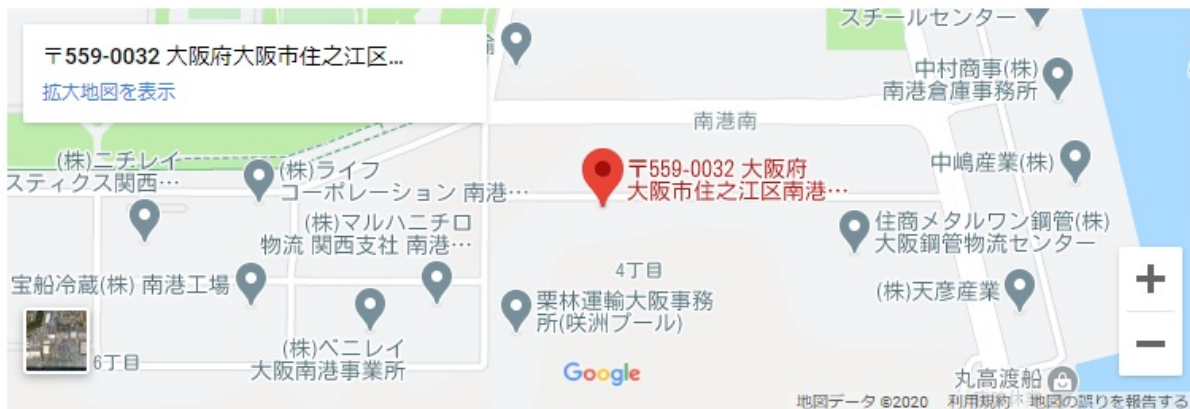 〒559-0032 大阪府大阪市住之江区...
拡大地図を表示
輸
スチールセンター
中村商事(株)
南港倉庫事務所
南港南
(株)ニチレイ
スティクス関西…
(株)ライフ
コーポレーション 南港…
〒559-0032 大阪府
大阪市住之江区南港…
中嶋産業(株)
(株)マルハニチロ
物流 関西支社 南港…
住商メタルワン鋼管(株)
大阪鋼管物流センター
4丁目
宝船冷蔵(株) 南港工場
栗林運輸大阪事務
所(咲洲プール)
(株)天彦産業
6丁目
(株)ベニレイ
大阪南港事業所
Google
丸高渡船
地図データ ©2020
利用規約
地図の誤りを報告する
+
−